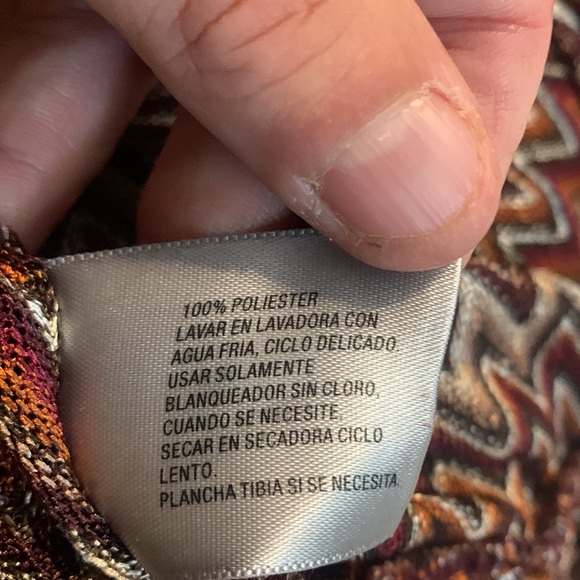 100% POLIESTER
LAVAR EN LAVADORA CON
AGUA FRIA, CICLO DELICADO.
USAR SOLAMENTE
BLANQUEADOR SIN CLORO,
CUANDO SE NECESITE,
SECAR EN SECADORA CICLO
LENTO.
PLANCHA TIBIA SI SE NECESITA.